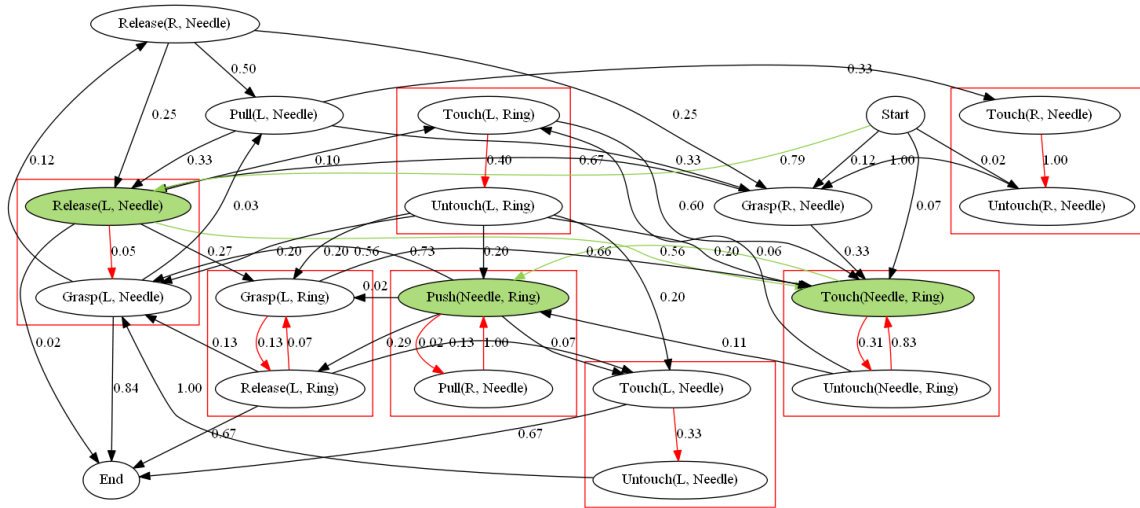 Release(R, Needle)
0.50
0.33
Pull(L, Needle)
Touch(L, Ring)
Start
Touch(R, Needle)
0.25
0.25
0.12
0.33
0.10
0.40
0.67
0.33
0.79
0.12
1.00
0.02
1.00
Release(L, Needle)
Untouch(L, Ring)
Grasp(R, Needle)
Untouch(R, Needle)
0.03
0.60
0.07
0.05
0.27
0.20
0.56
0.73
0.20
0.20
0.66
0.56
0.20
0.06
0.33
Grasp(L, Needle)
Grasp(L, Ring)
0.02
Push(Needle, Ring)
0.20
Touch(Needle, Ring)
0.02
0.13
0.13
0.07
0.29
0.02
0.13
1.00
0.07
0.11
0.31
0.83
0.84
1.00
Release(L, Ring)
Pull(R, Needle)
Touch(L, Needle)
Untouch(Needle, Ring)
0.67
0.67
0.33
End
Untouch(L, Needle)